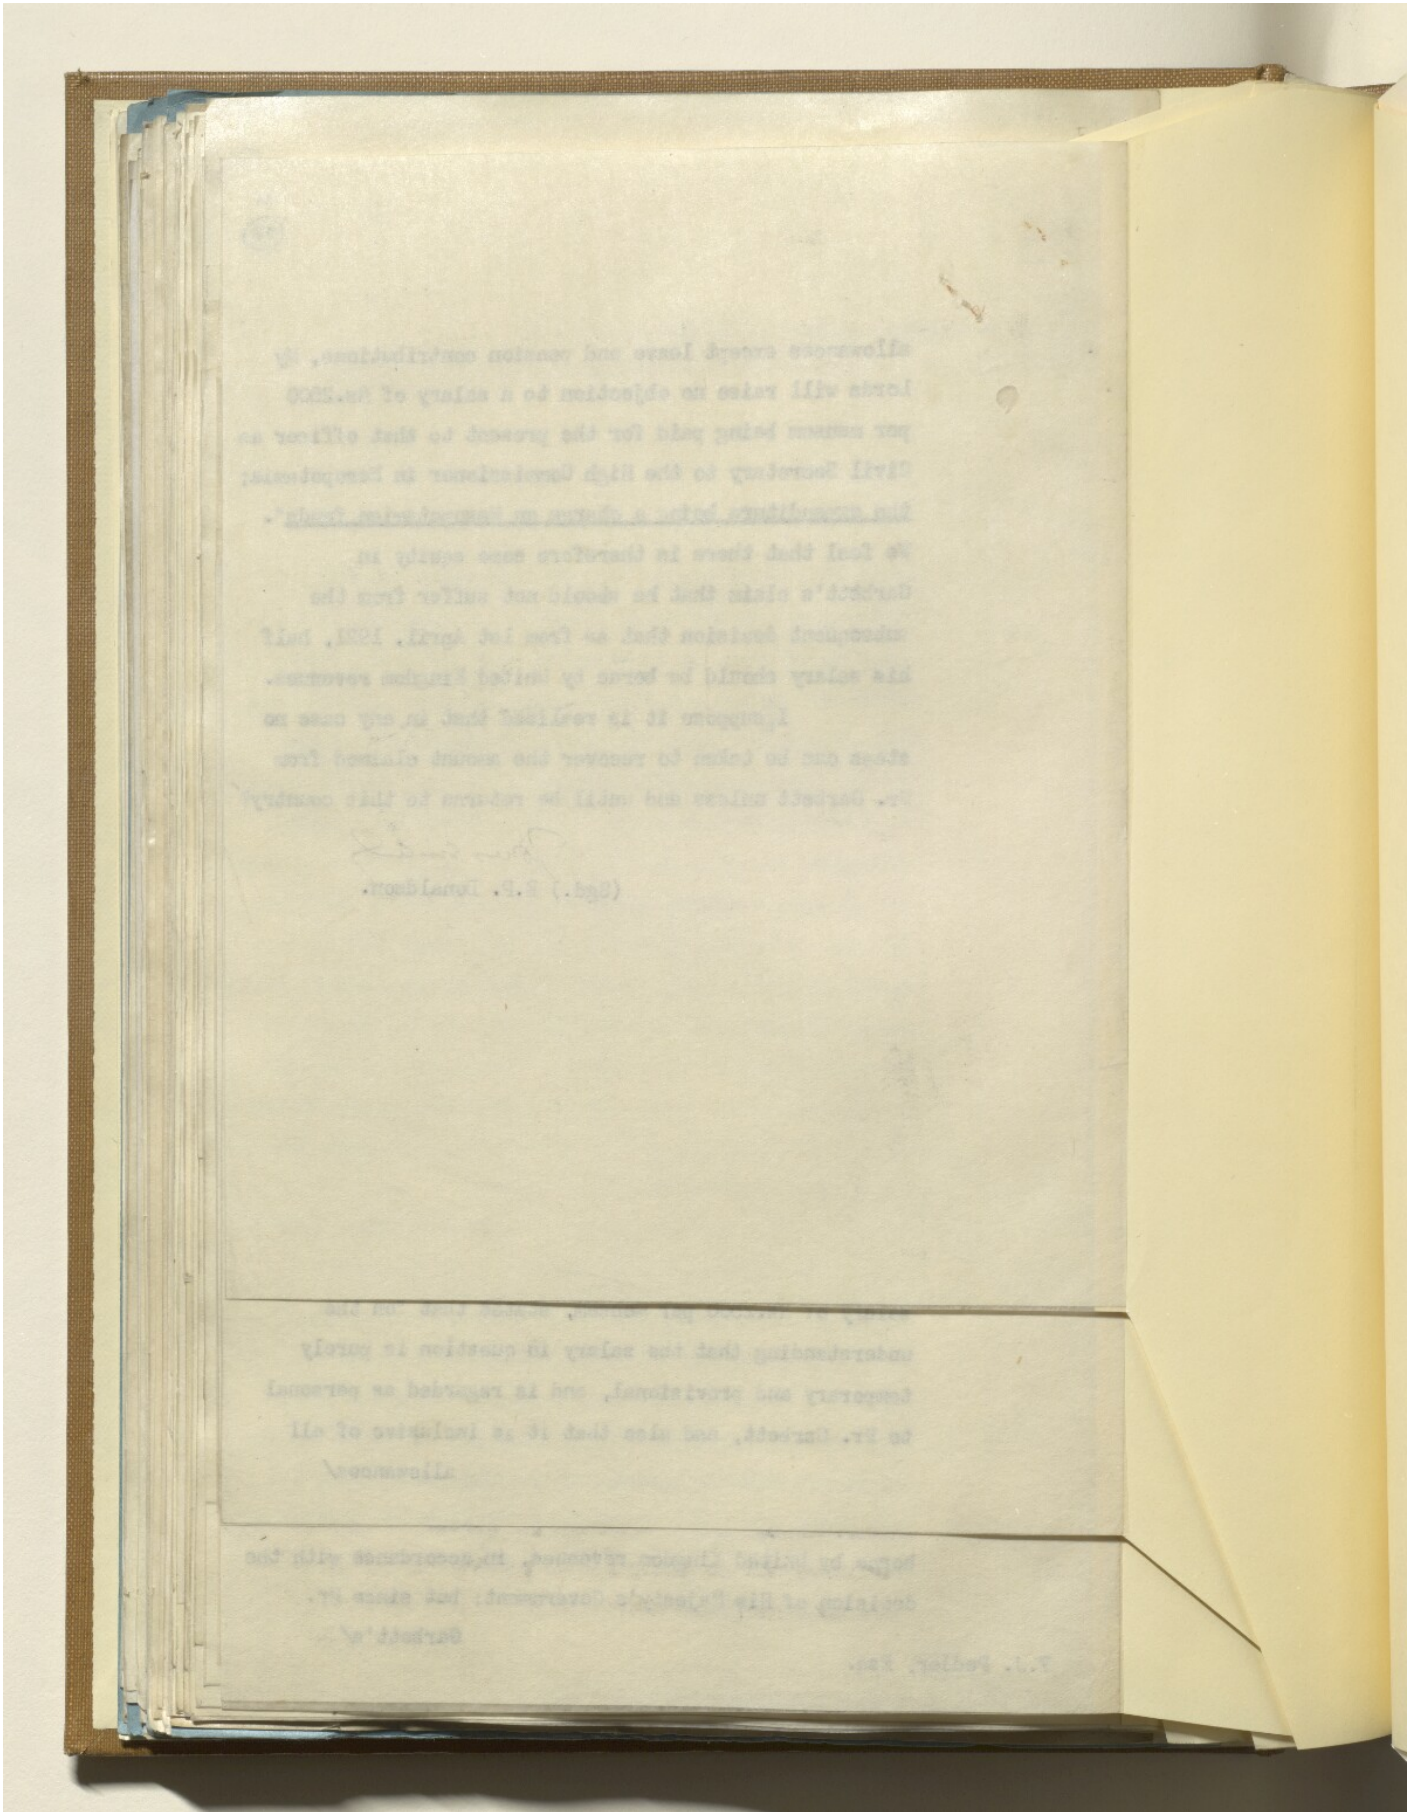 allowances except leave and pension contributions, My
Lords will raise no objection to a salary of Rs.2500
per mensem being paid for the present to that officer as
Civil Secretary to the High Commissioner in Mesopotamia;
the expenditure being a charge on Mesopotamian funds".
We feel that there is therefore some equity in
Garbett's claim that he should not suffer from the
subsequent decision that as from 1st April, 1921, half
his salary should be borne by United Kingdom revenues.
I suppose it is realised that in any case no
steps can be taken to recover the amount claimed from
Mr. Garbett unless and until he returns to this country?
(Sgd.) E.P. Donaldson.
salary of per mensem, states that "on the
understanding that the salary in question is purely
temporary and provisional, and is regarded as personal
to Mr. Garbett, and also that it is inclusive of all
allowances/
borne by United Kingdom revenues, in accordance with the
decision of His Majesty's Government; but since Mr.
Garbett's/
F.J. Pedler, Esq.